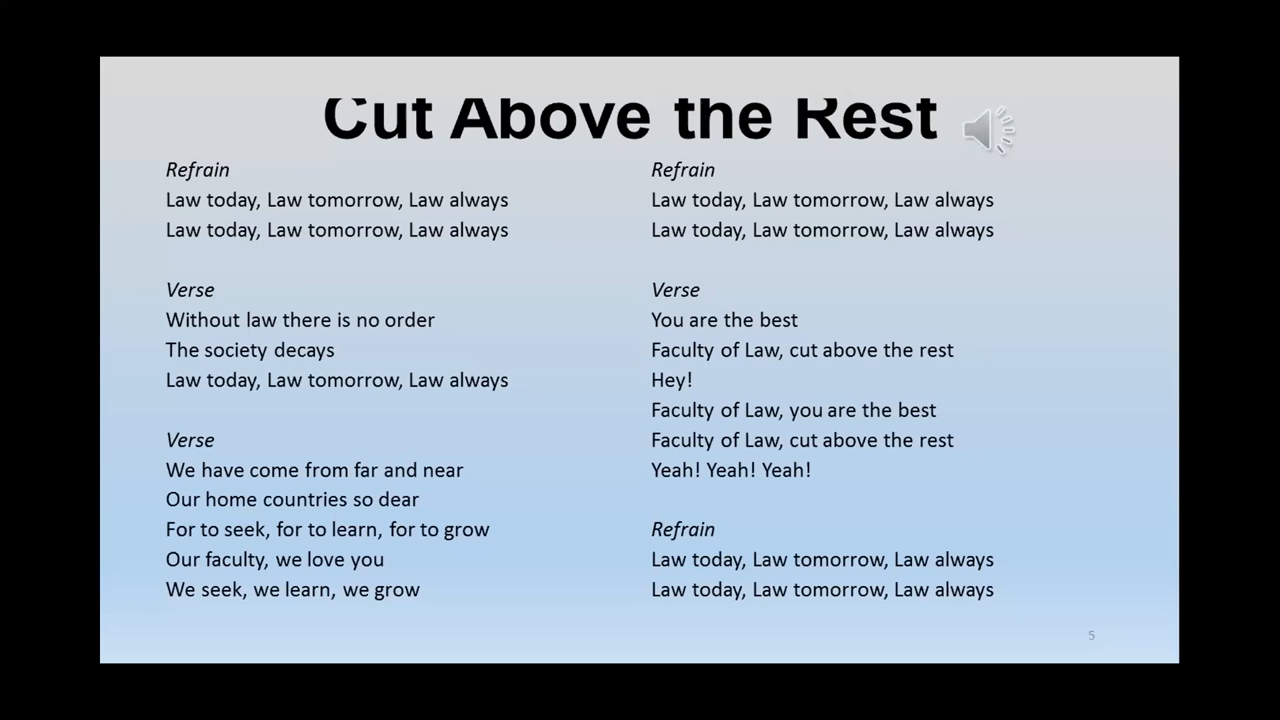 Cut Above the Rest
Refrain
Law today, Law tomorrow, Law always
Law today, Law tomorrow, Law always
Verse
Without law there is no order
The society decays
Law today, Law tomorrow, Law always
Verse
We have come from far and near
Our home countries so dear
For to seek, for to learn, for to grow
Our faculty, we love you
We seek, we learn, we grow
Refrain
Law today, Law tomorrow, Law always
Law today, Law tomorrow, Law always
Verse
You are the best
Faculty of Law, cut above the rest
Hey!
Faculty of Law, you are the best
Faculty of Law, cut above the rest
Yeah! Yeah! Yeah!
Refrain
Law today, Law tomorrow, Law always
Law today, Law tomorrow, Law always
5